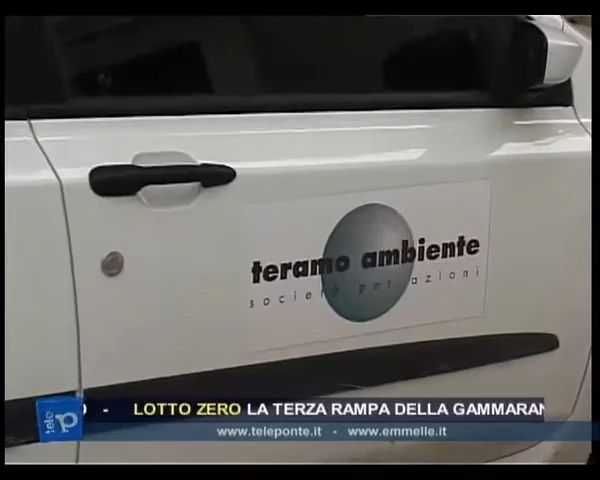 teramo ambiente
società per azioni
tele
p
- LOTTO ZERO LA TERZA RAMPA DELLA GAMMARAN
www.teleponte.it - www.emmelle.it